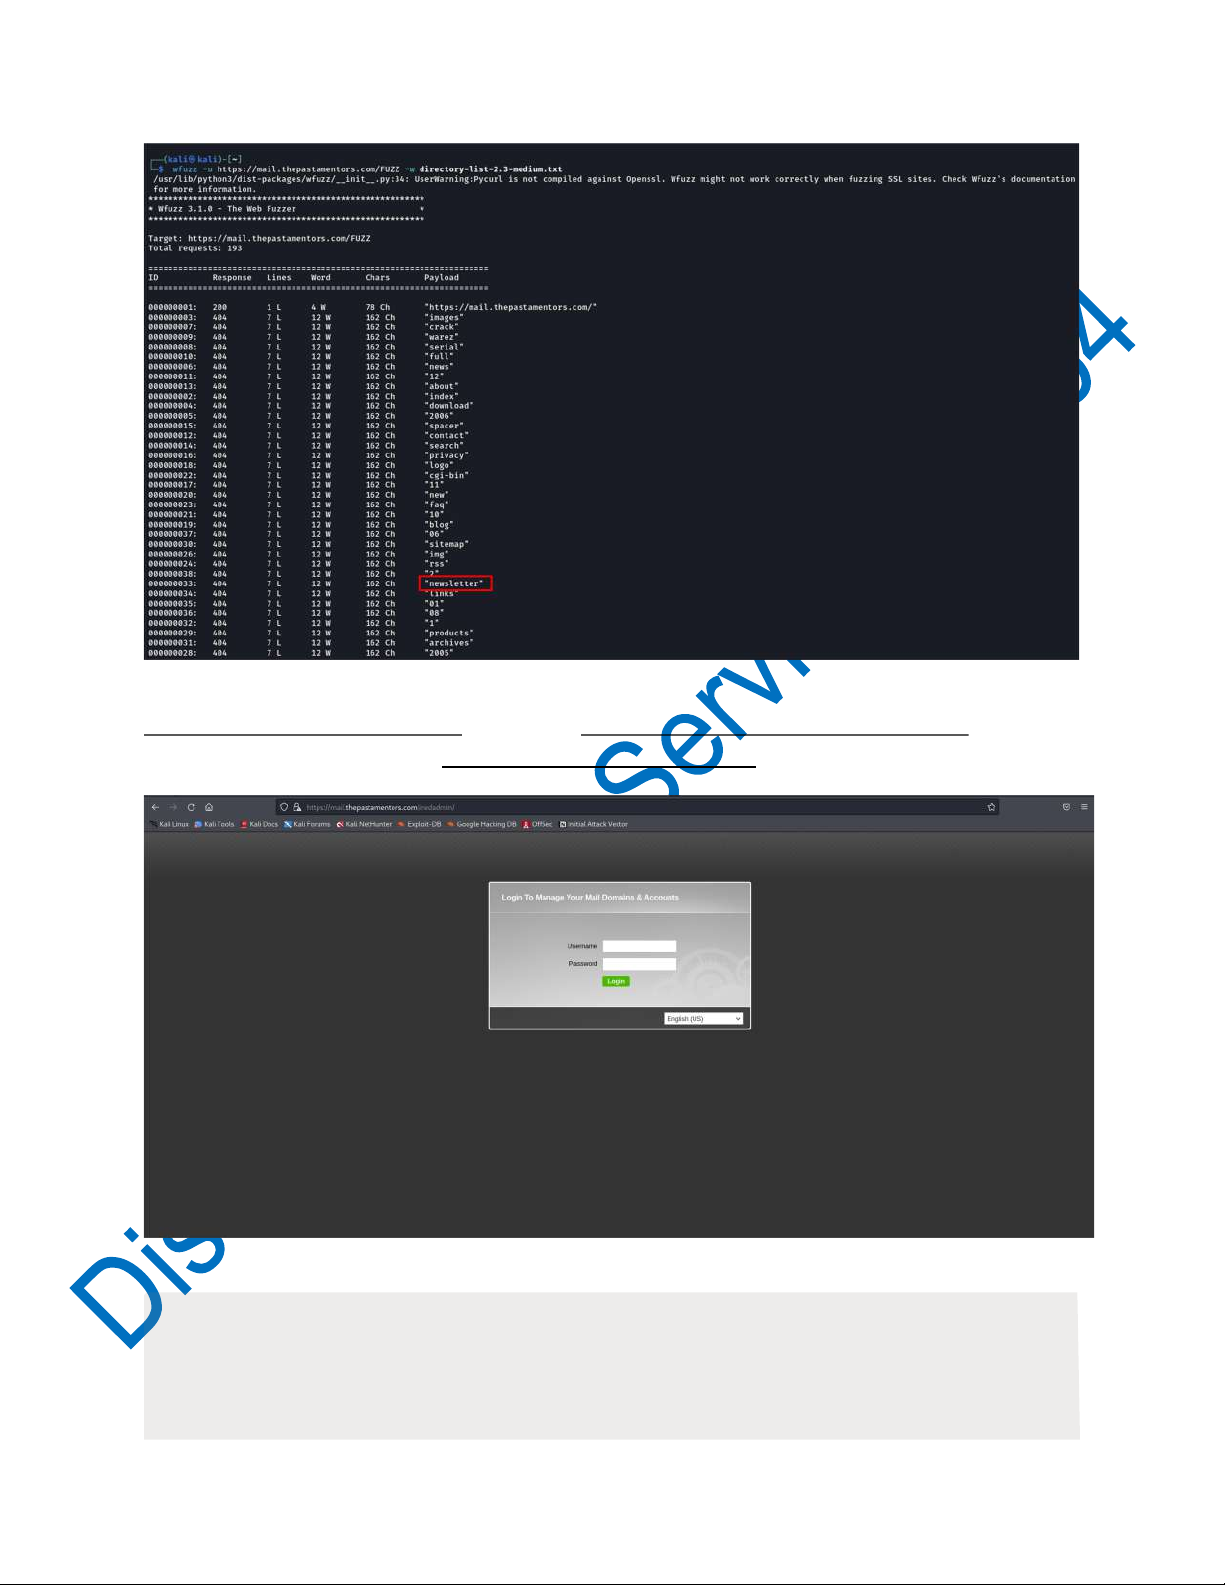 ┌──(kali㉿kali)-[~]
└─$ wfuzz -u https://mail.thepastamentors.com/FUZZ -w directory-list-2.3-medium.txt
/usr/lib/python3/dist-packages/wfuzz/__init__.py:34: UserWarning:Pycurl is not compiled against Openssl. Wfuzz might not work correctly when fuzzing SSL sites. Check Wfuzz's documentation
for more information.
********************************************************
* Wfuzz 3.1.0 - The Web Fuzzer *
********************************************************
Target: https://mail.thepastamentors.com/FUZZ
Total requests: 193
=====================================================================
ID Response Lines Word Chars Payload
=====================================================================
000000001: 200 1 L 4 W 78 Ch "https://mail.thepastamentors.com/"
000000003: 404 7 L 12 W 162 Ch "images"
000000007: 404 7 L 12 W 162 Ch "crack"
000000009: 404 7 L 12 W 162 Ch "warez"
000000008: 404 7 L 12 W 162 Ch "serial"
000000010: 404 7 L 12 W 162 Ch "full"
000000006: 404 7 L 12 W 162 Ch "news"
000000011: 404 7 L 12 W 162 Ch "12"
000000013: 404 7 L 12 W 162 Ch "about"
000000002: 404 7 L 12 W 162 Ch "index"
000000004: 404 7 L 12 W 162 Ch "download"
000000005: 404 7 L 12 W 162 Ch "2006"
000000015: 404 7 L 12 W 162 Ch "spacer"
000000012: 404 7 L 12 W 162 Ch "contact"
000000014: 404 7 L 12 W 162 Ch "search"
000000016: 404 7 L 12 W 162 Ch "privacy"
000000018: 404 7 L 12 W 162 Ch "logo"
000000022: 404 7 L 12 W 162 Ch "cgi-bin"
000000017: 404 7 L 12 W 162 Ch "11"
000000020: 404 7 L 12 W 162 Ch "new"
000000023: 404 7 L 12 W 162 Ch "faq"
000000021: 404 7 L 12 W 162 Ch "10"
000000019: 404 7 L 12 W 162 Ch "blog"
000000037: 404 7 L 12 W 162 Ch "06"
000000030: 404 7 L 12 W 162 Ch "sitemap"
000000026: 404 7 L 12 W 162 Ch "img"
000000024: 404 7 L 12 W 162 Ch "rss"
000000038: 404 7 L 12 W 162 Ch "2"
000000033: 404 7 L 12 W 162 Ch "newsletter"
000000034: 404 7 L 12 W 162 Ch "links"
000000035: 404 7 L 12 W 162 Ch "01"
000000036: 404 7 L 12 W 162 Ch "08"
000000032: 404 7 L 12 W 162 Ch "1"
000000029: 404 7 L 12 W 162 Ch "products"
000000031: 404 7 L 12 W 162 Ch "archives"
000000028: 404 7 L 12 W 162 Ch "2005"
https://mail.thepastamentors.com/iredadmin/
Kali Linux Kali Tools Kali Docs Kali Forums Kali NetHunter Exploit-DB Google Hacking DB OffSec Initial Attack Vector
Login To Manage Your Mail Domains & Accounts
Username
Password
Login
English (US)
Dis
Servi
4